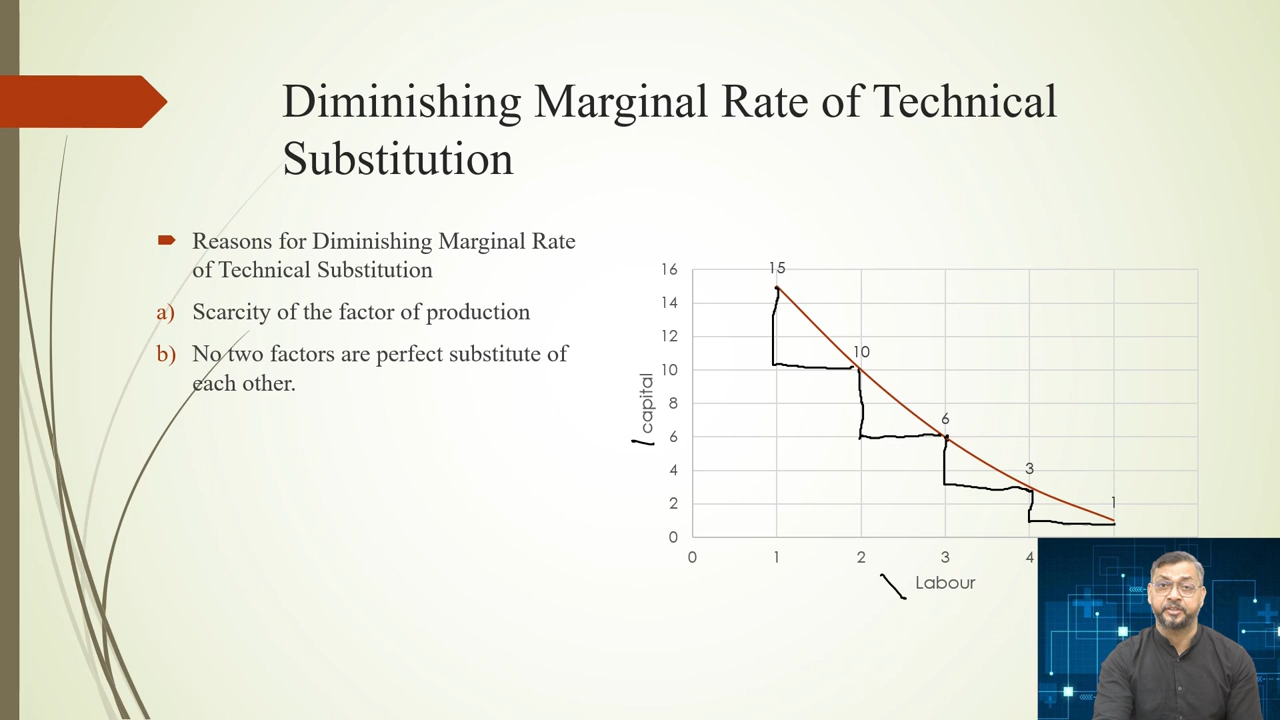 Diminishing Marginal Rate of Technical
Substitution
Reasons for Diminishing Marginal Rate
of Technical Substitution
a) Scarcity of the factor of production
b) No two factors are perfect substitute of
each other.
capital
16
14
12
10
8
6
4
2
0
15
10
6
3
1
0 1 2 3 4
Labour